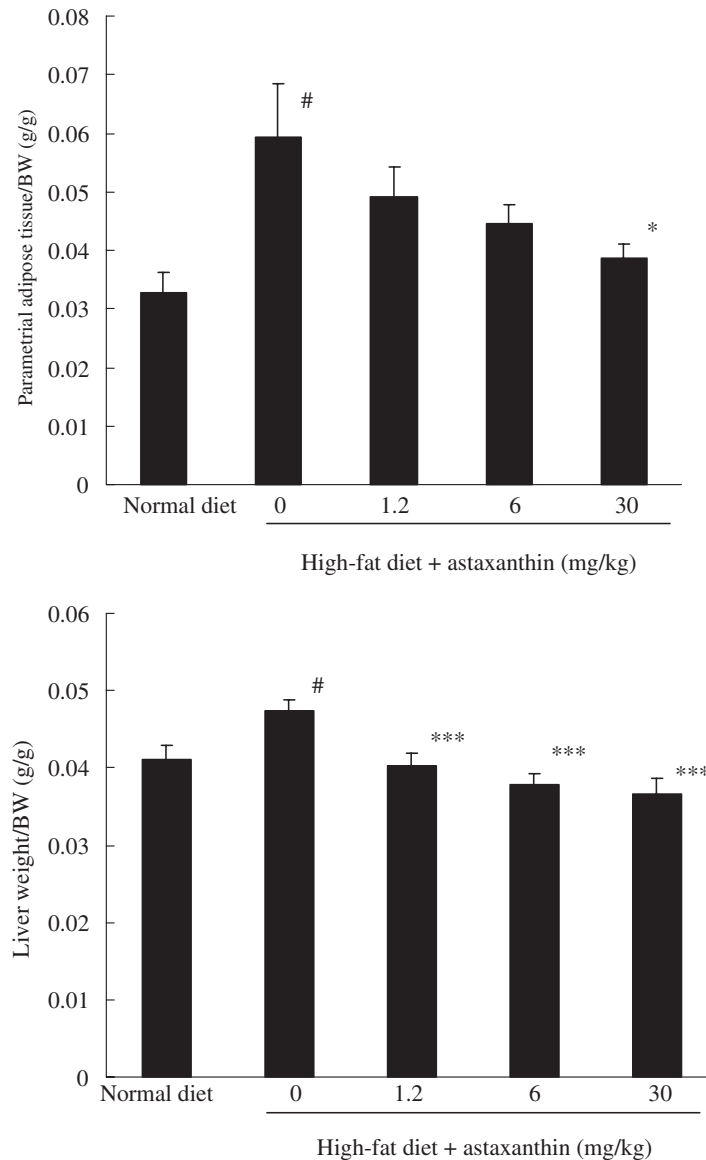 0.08
0.07
#
0.06
0.05
*
0.04
0.03
0.02
0.01
0
Parametrial adipose tissue/BW (g/g)
Normal diet 0 1.2 6 30
High-fat diet + astaxanthin (mg/kg)
0.06
#
0.05
*** *** ***
0.04
0.03
0.02
0.01
0
Liver weight/BW (g/g)
Normal diet 0 1.2 6 30
High-fat diet + astaxanthin (mg/kg)